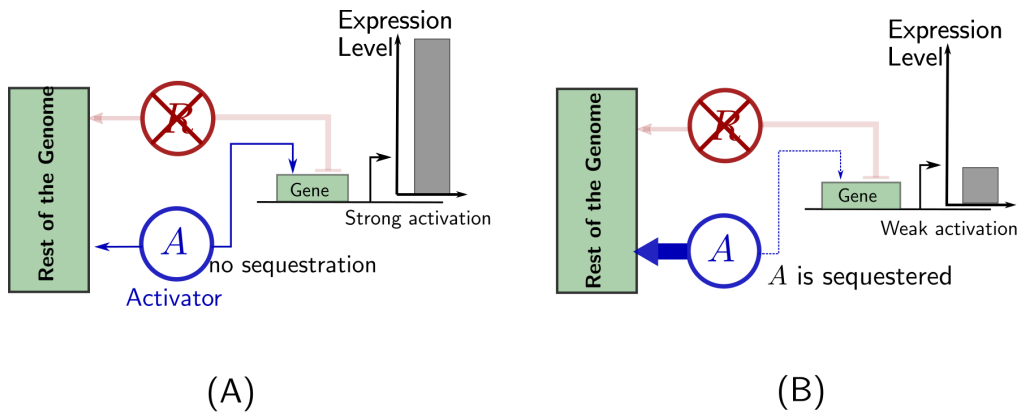 Expression
Level
Rest of the Genome
R
Gene
Strong activation
A
no sequestration
Activator
(A)
Expression
Level
Rest of the Genome
R
Gene
Weak activation
A
A is sequestered
(B)